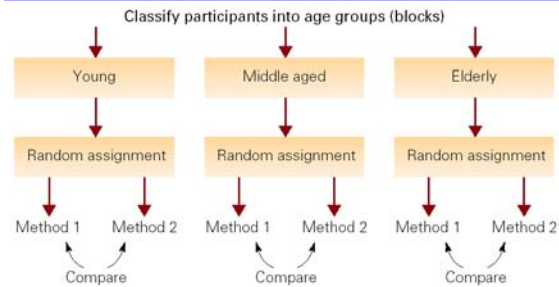 Classify participants into age groups (blocks)
Young Middle aged Elderly
Random assignment Random assignment Random assignment
Method 1 Method 2 Method 1 Method 2 Method 1 Method 2
Compare Compare Compare